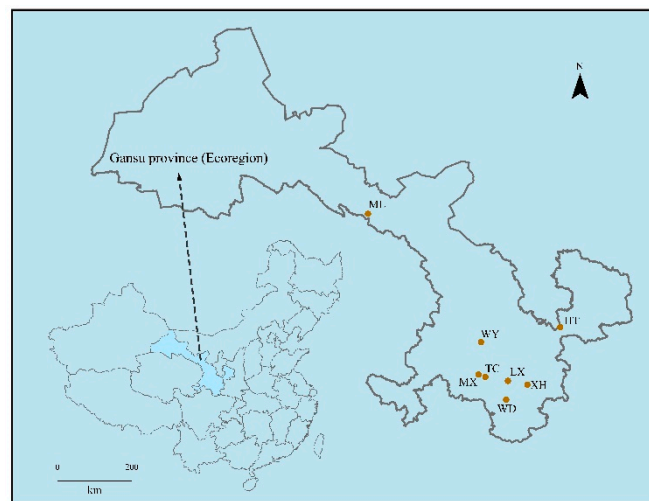 N
Gansu province (Ecoregion)
ML
HT
WY
TC
LX
MX
XH
WD
0 200
km